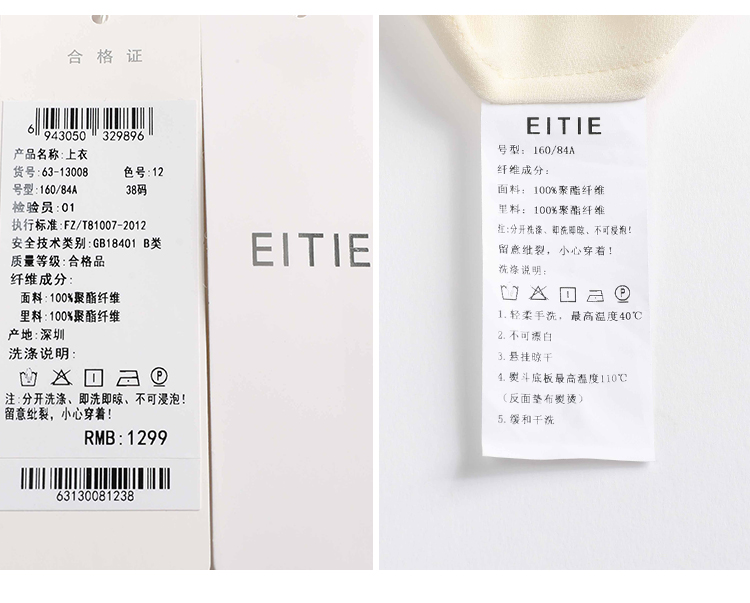 合格证
6 943050 329896
产品名称:上衣
货号:63-13008 色号:12
号型:160/84A 38码
检验员:01
执行标准:FZ/T81007-2012
安全技术类别:GB18401 B类
质量等级:合格品
纤维成分:
面料:100%聚酯纤维
里料:100%聚酯纤维
产地:深圳
洗涤说明:
注:分开洗涤、即洗即晾、不可浸泡!
留意纰裂，小心穿着!
RMB:1299
63130081238
EITIE
EITIE
号型: 160/84A
纤维成分:
面料: 100%聚酯纤维
里料: 100%聚酯纤维
注:分开洗涤、即洗即晾、不可浸泡!
留意纰裂, 小心穿着!
洗涤说明:
1.轻柔手洗，最高温度40℃
2.不可漂白
3.悬挂晾干
4.熨斗底板最高温度110℃
(反面垫布熨烫)
5.缓和干洗